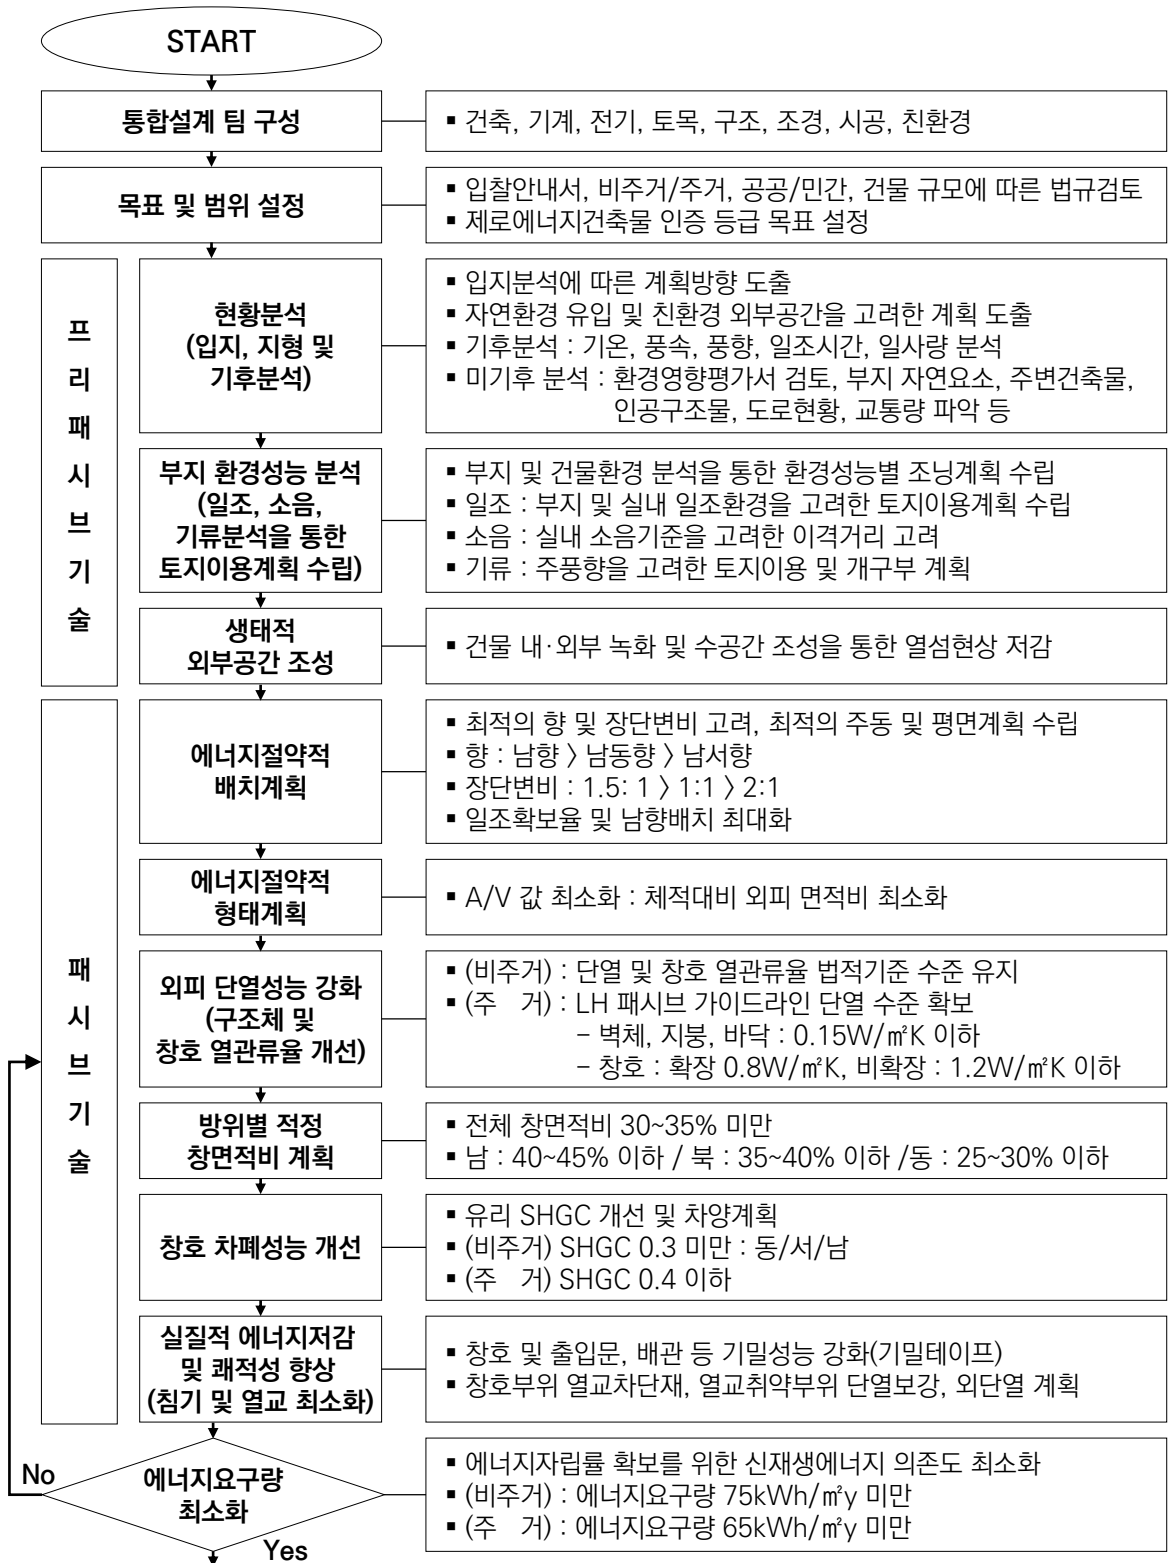 START
통합설계 팀 구성
▪ 건축, 기계, 전기, 토목, 구조, 조경, 시공, 친환경
목표 및 범위 설정
▪ 입찰안내서, 비주거/주거, 공공/민간, 건물 규모에 따른 법규검토
▪ 제로에너지건축물 인증 등급 목표 설정
프
리
패
시
브
기
술
현황분석
(입지, 지형 및
기후분석)
▪ 입지분석에 따른 계획방향 도출
▪ 자연환경 유입 및 친환경 외부공간을 고려한 계획 도출
▪ 기후분석 : 기온, 풍속, 풍향, 일조시간, 일사량 분석
▪ 미기후 분석 : 환경영향평가서 검토, 부지 자연요소, 주변건축물,
인공구조물, 도로현황, 교통량 파악 등
부지 환경성능 분석
(일조, 소음,
기류분석을 통한
토지이용계획 수립)
▪ 부지 및 건물환경 분석을 통한 환경성능별 조닝계획 수립
▪ 일조 : 부지 및 실내 일조환경을 고려한 토지이용계획 수립
▪ 소음 : 실내 소음기준을 고려한 이격거리 고려
▪ 기류 : 주풍향을 고려한 토지이용 및 개구부 계획
생태적
외부공간 조성
▪ 건물 내·외부 녹화 및 수공간 조성을 통한 열섬현상 저감
패
시
브
기
술
에너지절약적
배치계획
▪ 최적의 향 및 장단변비 고려, 최적의 주동 및 평면계획 수립
▪ 향 : 남향 〉 남동향 〉 남서향
▪ 장단변비 : 1.5: 1 〉 1:1 〉 2:1
▪ 일조확보율 및 남향배치 최대화
에너지절약적
형태계획
▪ A/V 값 최소화 : 체적대비 외피 면적비 최소화
외피 단열성능 강화
(구조체 및
창호 열관류율 개선)
▪ (비주거) : 단열 및 창호 열관류율 법적기준 수준 유지
▪ (주 거) : LH 패시브 가이드라인 단열 수준 확보
– 벽체, 지붕, 바닥 : 0.15W/㎡K 이하
– 창호 : 확장 0.8W/㎡K, 비확장 : 1.2W/㎡K 이하
방위별 적정
창면적비 계획
▪ 전체 창면적비 30~35% 미만
▪ 남 : 40~45% 이하 / 북 : 35~40% 이하 /동 : 25~30% 이하
창호 차폐성능 개선
▪ 유리 SHGC 개선 및 차양계획
▪ (비주거) SHGC 0.3 미만 : 동/서/남
▪ (주 거) SHGC 0.4 이하
실질적 에너지저감
및 쾌적성 향상
(침기 및 열교 최소화)
▪ 창호 및 출입문, 배관 등 기밀성능 강화(기밀테이프)
▪ 창호부위 열교차단재, 열교취약부위 단열보강, 외단열 계획
No
에너지요구량
최소화
▪ 에너지자립률 확보를 위한 신재생에너지 의존도 최소화
▪ (비주거) : 에너지요구량 75kWh/㎡y 미만
▪ (주 거) : 에너지요구량 65kWh/㎡y 미만
Yes